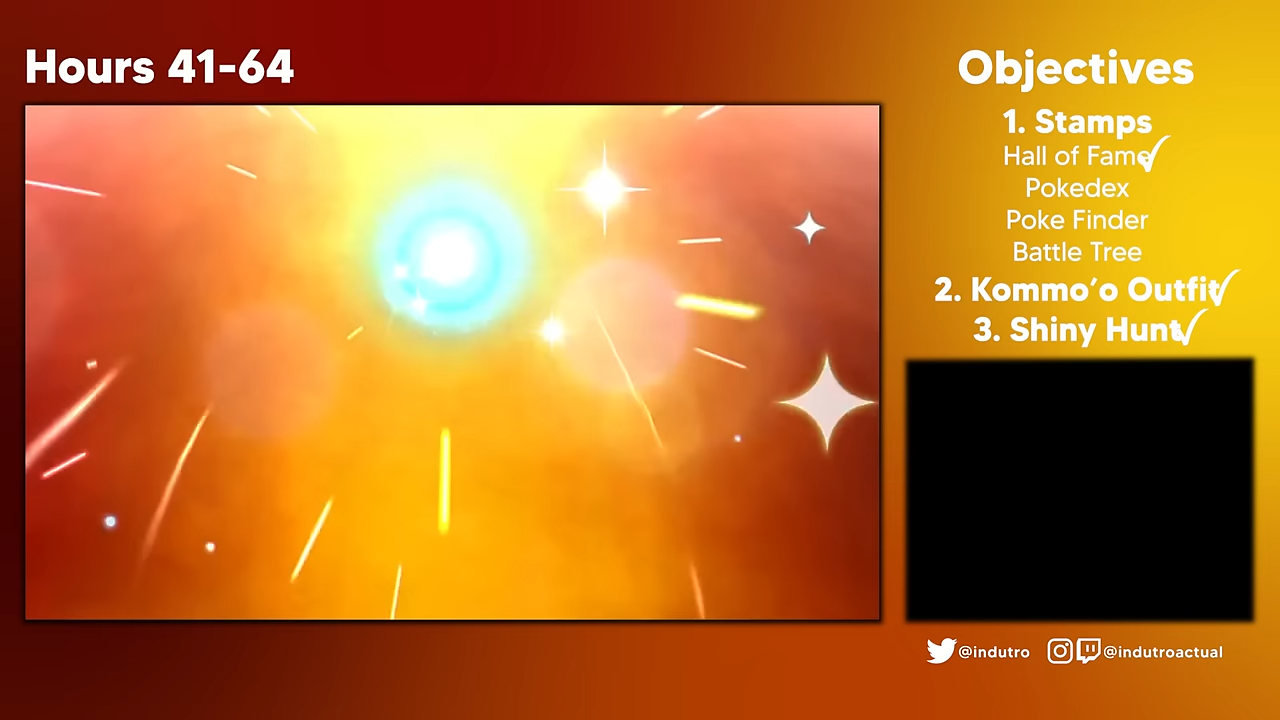 Hours 41-64
Objectives
1. Stamps
Hall of Fame
Pokedex
Poke Finder
Battle Tree
2. Kommo'o Outfit
3. Shiny Hunt
@indutro @indutroactual